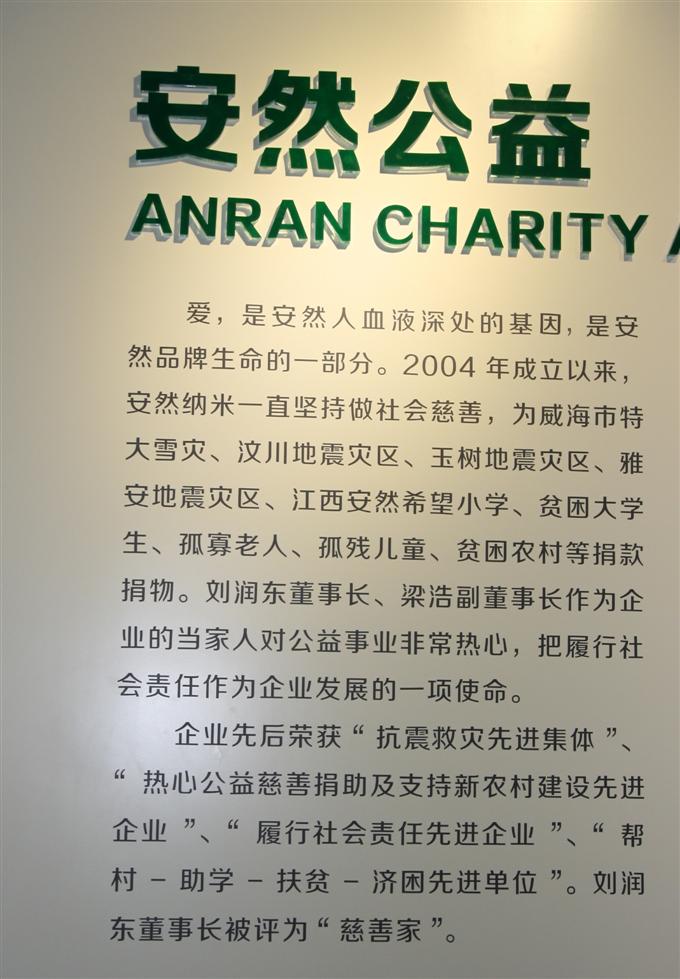 安然公益
ANRAN CHARITY
爱，是安然人血液深处的基因，是安
然品牌生命的一部分。2004 年成立以来，
安然纳米一直坚持做社会慈善，为威海市特
大雪灾、汶川地震灾区、玉树地震灾区、雅
安地震灾区、江西安然希望小学、贫困大学
生、孤寡老人、孤残儿童、贫困农村等捐款
捐物。刘润东董事长、梁浩副董事长作为企
业的当家人对公益事业非常热心，把履行社
会责任作为企业发展的一项使命。
企业先后荣获“ 抗震救灾先进集体 ”、
“ 热心公益慈善捐助及支持新农村建设先进
企业 ”、“ 履行社会责任先进企业 ”、“ 帮
村 – 助学 – 扶贫 – 济困先进单位 ”。刘润
东董事长被评为“ 慈善家 ”。